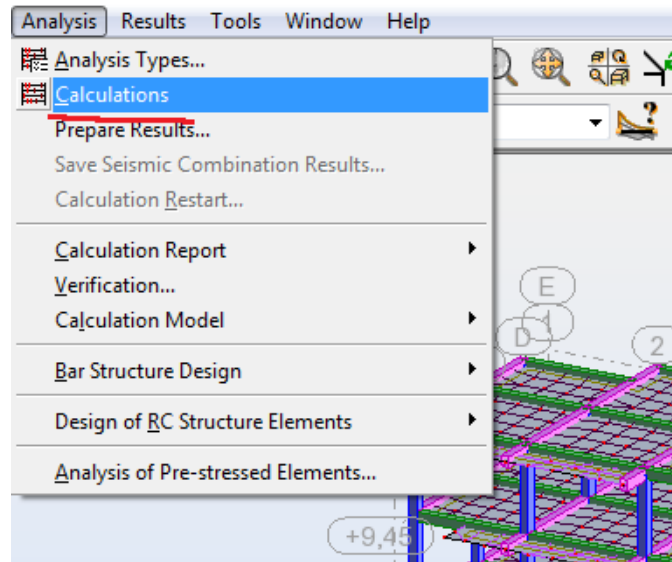 Analysis Results Tools Window Help
Analysis Types...
Calculations
Prepare Results...
Save Seismic Combination Results...
Calculation Restart...
Calculation Report
Verification...
Calculation Model
Bar Structure Design
Design of RC Structure Elements
Analysis of Pre-stressed Elements...
E
D
2
+9,45